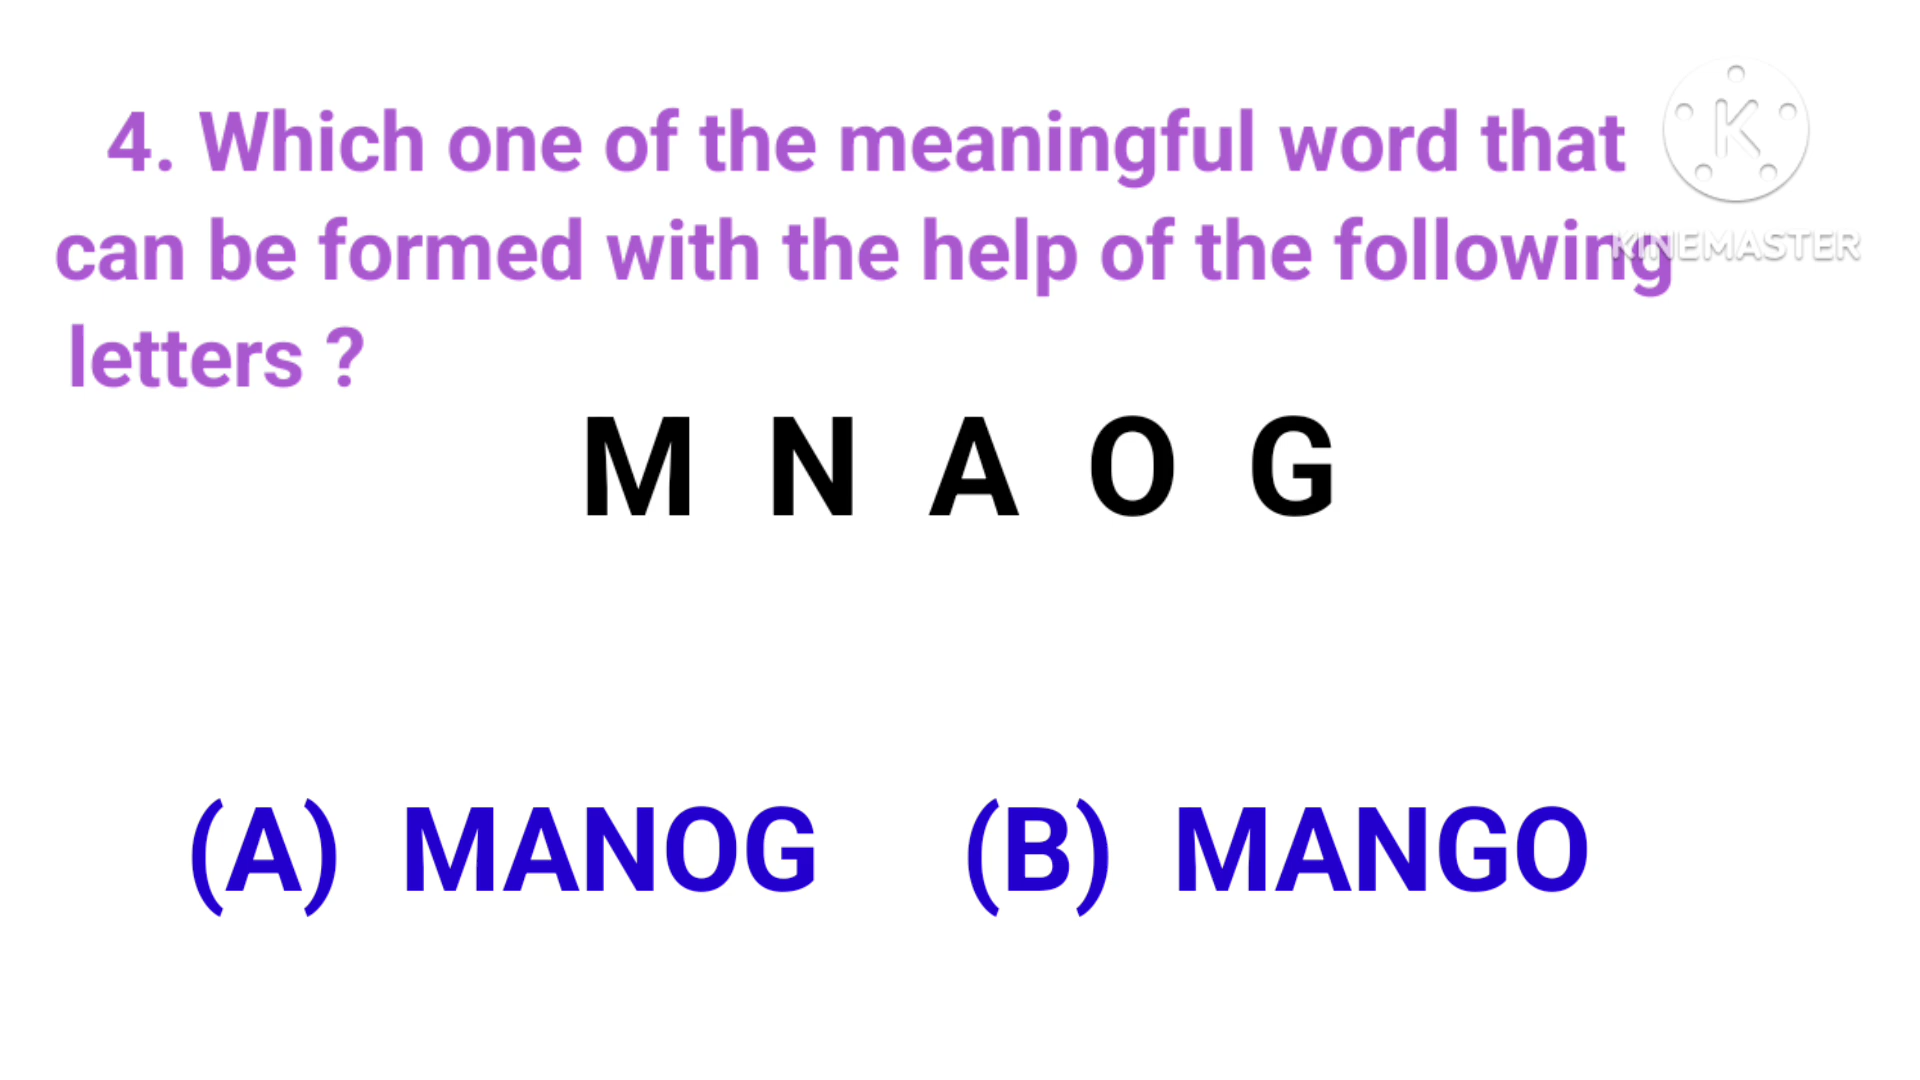 4. Which one of the meaningful word that
can be formed with the help of the following
letters ?
K
KINEMASTER
M N A O G
(A) MANOG (B) MANGO